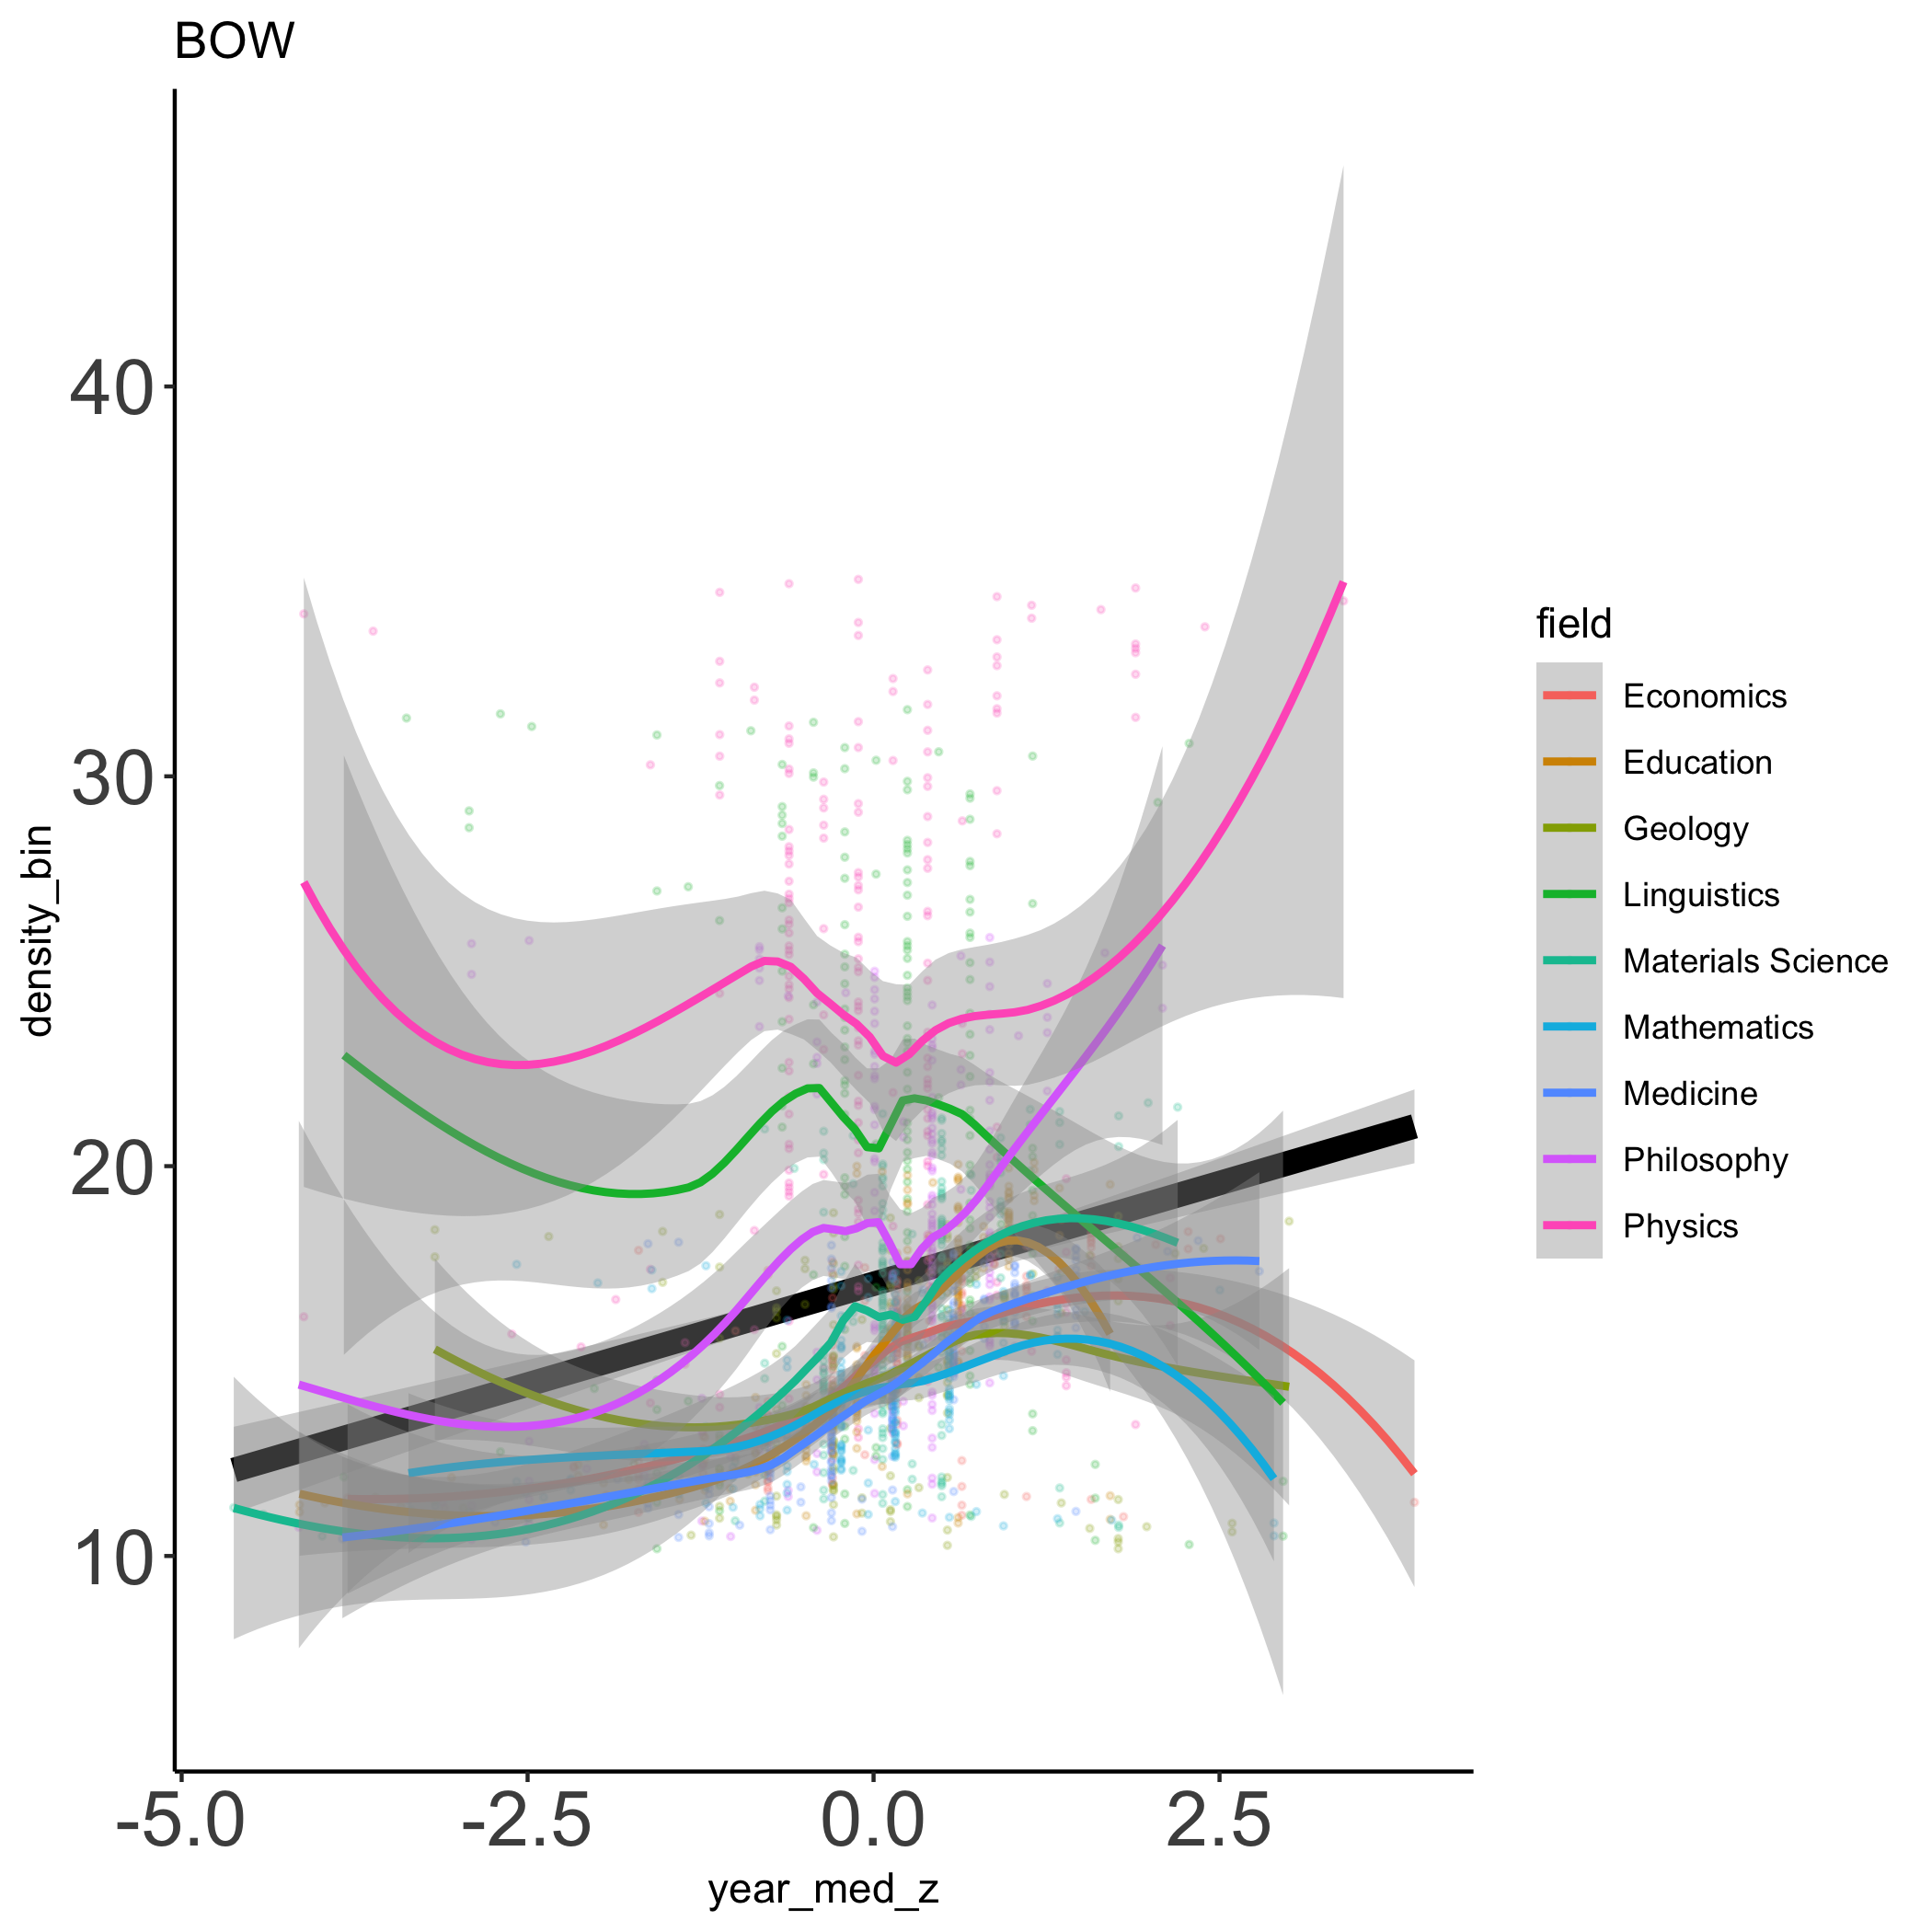 BOW
40
30
20
10
density_bin
-5.0
-2.5
0.0
2.5
year_med_z
field
Economics
Education
Geology
Linguistics
Materials Science
Mathematics
Medicine
Philosophy
Physics